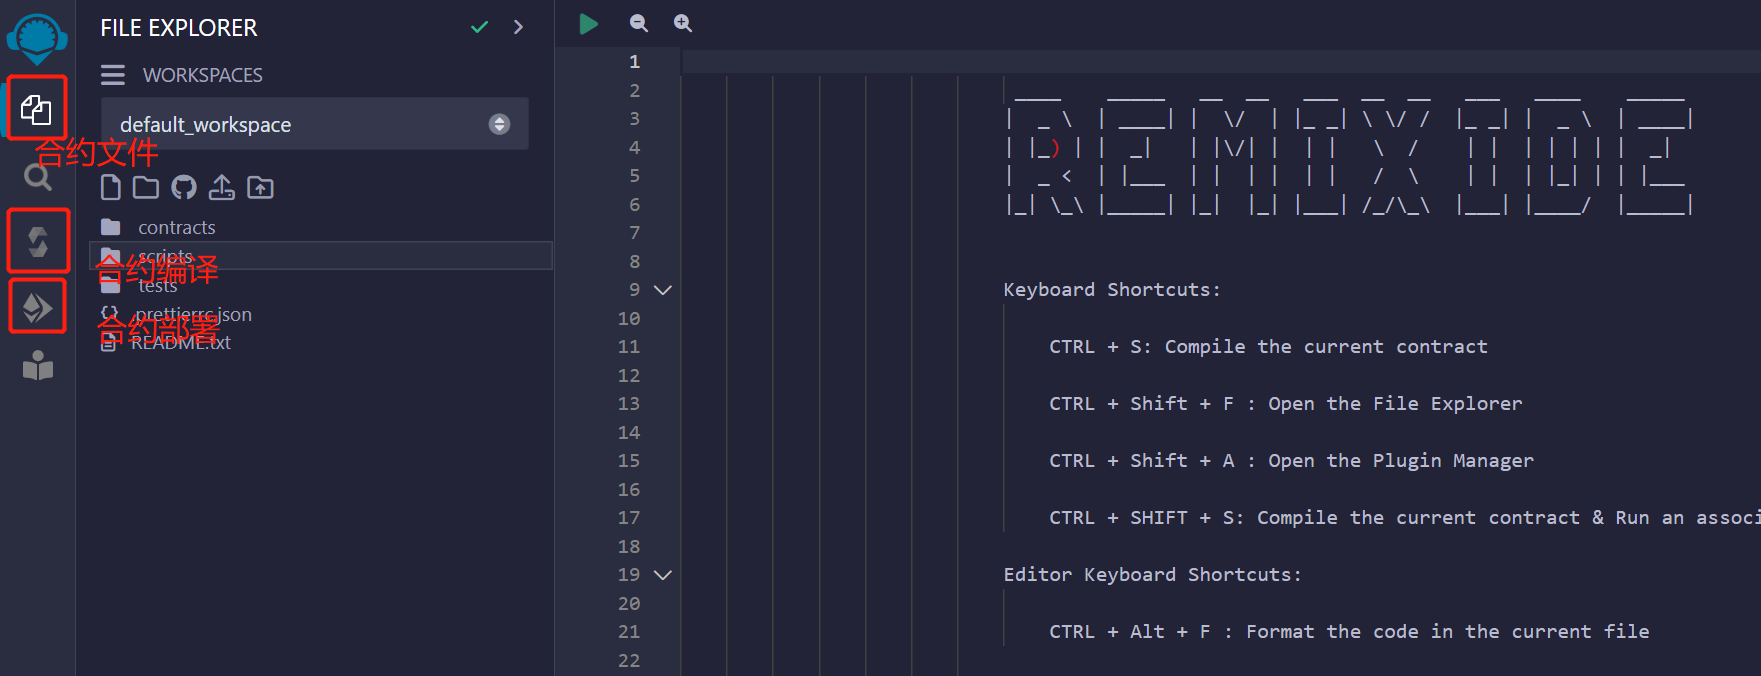 FILE EXPLORER
WORKSPACES
default_workspace
合约文件
contracts
scripts
合约编译
tests
.prettierrc.json
合约部署
README.txt
1
2
3
4
5
6
7
8
9
10
11
12
13
14
15
16
17
18
19
20
21
22
REMIX IDE
Keyboard Shortcuts:
CTRL + S: Compile the current contract
CTRL + Shift + F : Open the File Explorer
CTRL + Shift + A : Open the Plugin Manager
CTRL + SHIFT + S: Compile the current contract & Run an associ
Editor Keyboard Shortcuts:
CTRL + Alt + F : Format the code in the current file